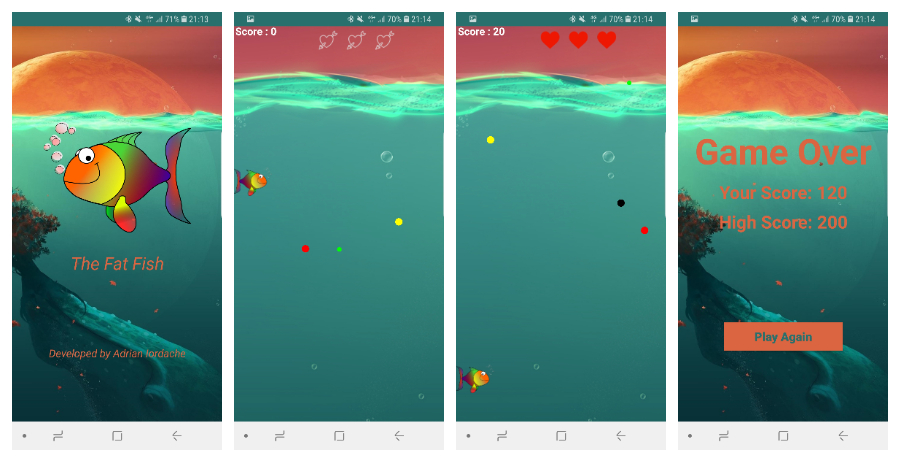 71% 21:13
The Fat Fish
Developed by Adrian Iordache
70% 21:14
Score : 0
70% 21:14
Score : 20
70% 21:14
Game Over
Your Score: 120
High Score: 200
Play Again